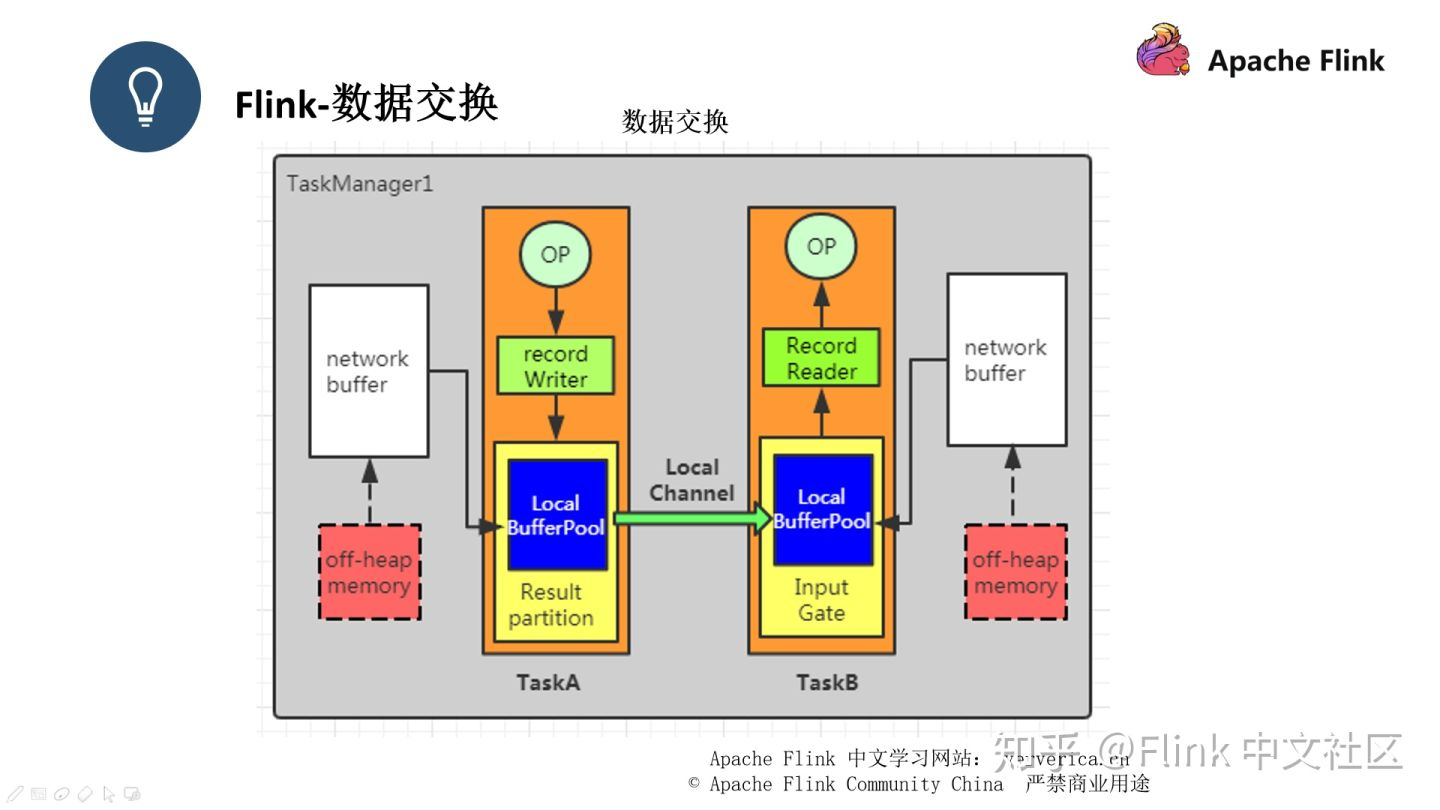 Apache Flink
Flink-数据交换
数据交换
TaskManager1
OP
record
Writer
Local
BufferPool
Result
partition
TaskA
network
buffer
off-heap
memory
Local
Channel
OP
Record
Reader
Local
BufferPool
Input
Gate
TaskB
network
buffer
off-heap
memory
Apache Flink 中文学习网站： ververica.cn
© Apache Flink Community China 严禁商业用途
知乎 @Flink 中文社区